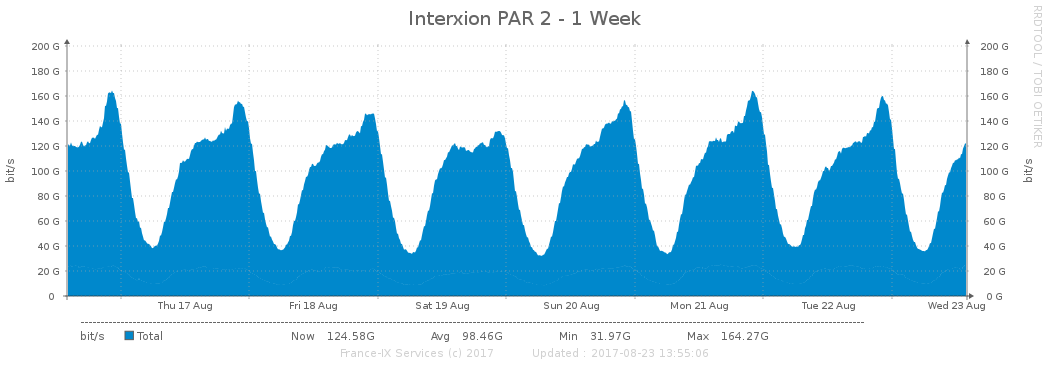 Interxion PAR 2 - 1 Week
RRDTOOL / TOBI OETIKER
bit/s
200 G
180 G
160 G
140 G
120 G
100 G
80 G
60 G
40 G
20 G
0
200 G
180 G
160 G
140 G
120 G
100 G
80 G
60 G
40 G
20 G
0 G
bit/s
Thu 17 Aug Fri 18 Aug Sat 19 Aug Sun 20 Aug Mon 21 Aug Tue 22 Aug Wed 23 Aug
bit/s Total Now 124.58G Avg 98.46G Min 31.97G Max 164.27G
France-IX Services (c) 2017 Updated : 2017-08-23 13:55:06